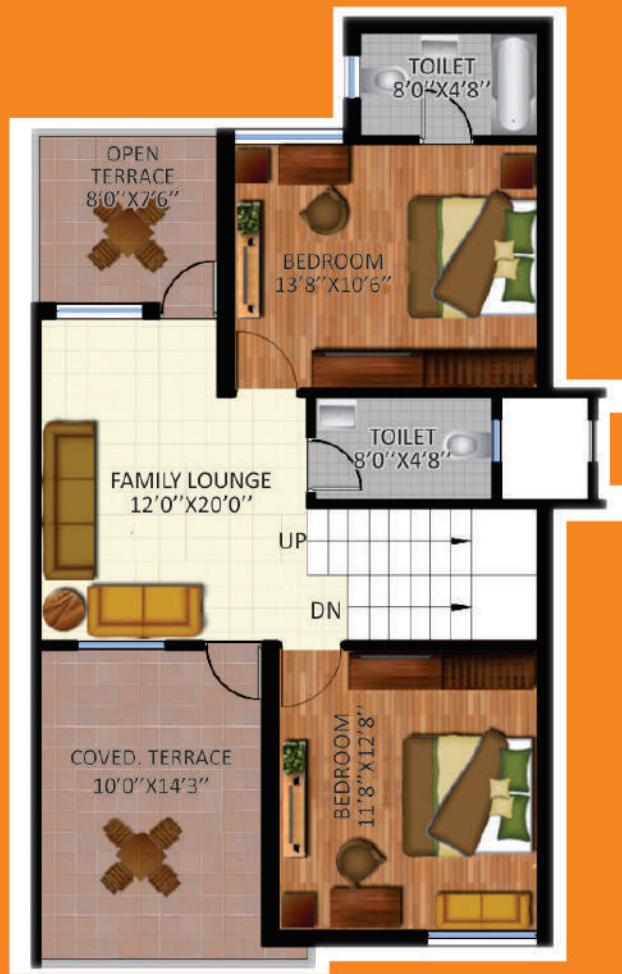 TOILET
8'0''X4'8''
OPEN
TERRACE
8'0''X7'6''
BEDROOM
13'8''X10'6''
TOILET
8'0''X4'8''
FAMILY LOUNGE
12'0''X20'0''
UP
DN
COVED. TERRACE
10'0''X14'3''
BEDROOM
11'8''X12'8''